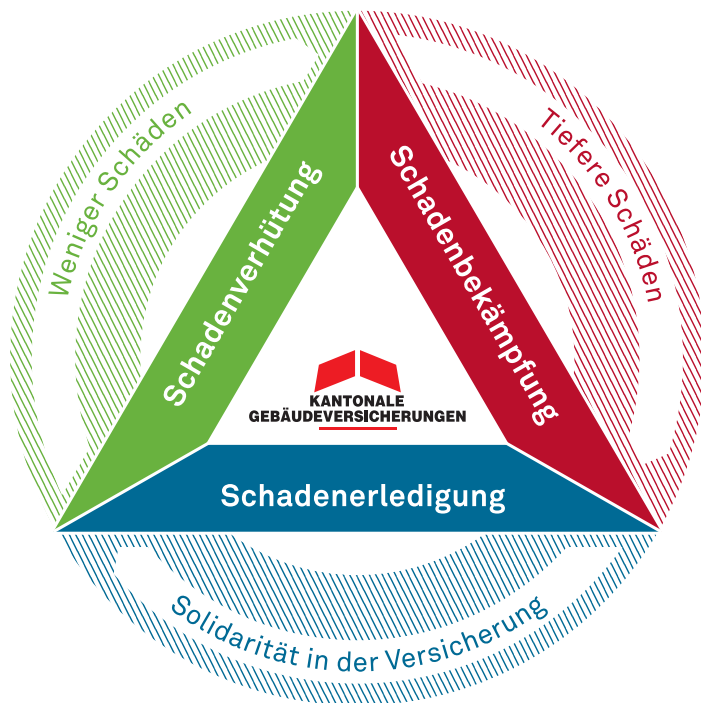 Weniger Schäden
Tiefere Schäden
Schadenverhütung
Schadenbekämpfung
KANTONALE
GEBÄUDEVERSICHERUNGEN
Schadenerledigung
Solidarität in der Versicherung